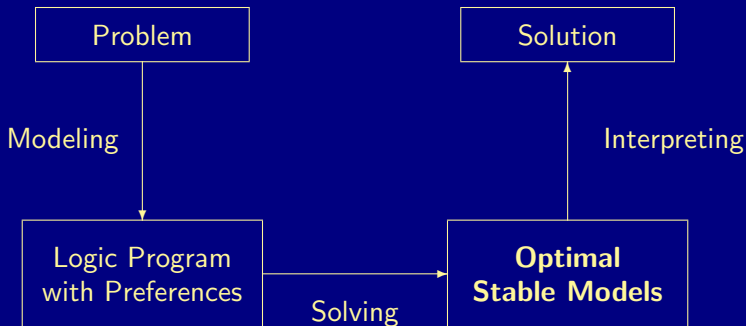 Problem
Solution
Modeling
Interpreting
Logic Program
with Preferences
Solving
Optimal
Stable Models